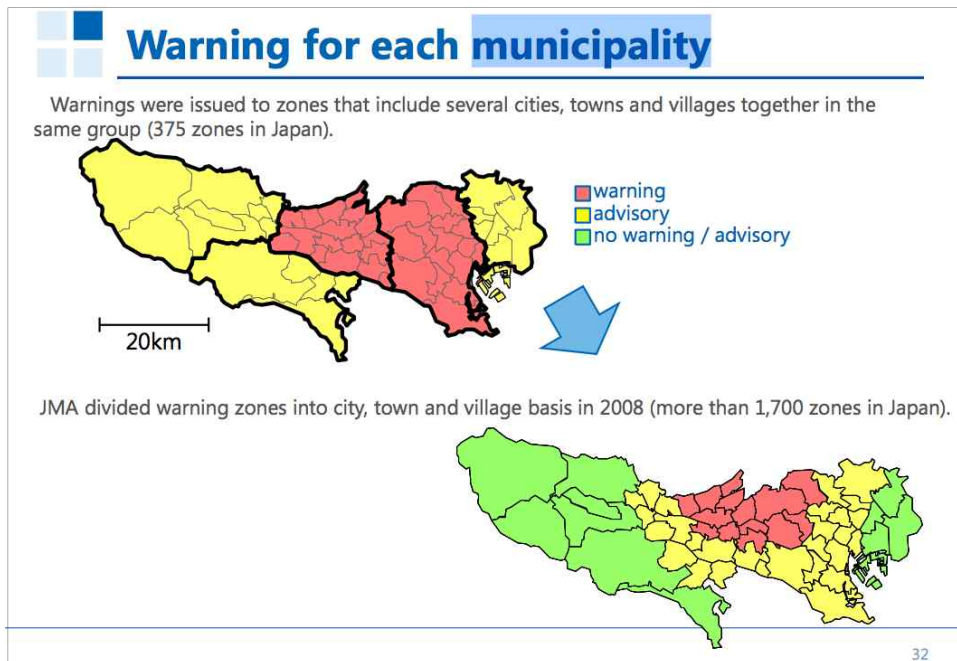 Warning for each municipality
Warnings were issued to zones that include several cities, towns and villages together in the
same group (375 zones in Japan).
warning
advisory
no warning / advisory
20km
JMA divided warning zones into city, town and village basis in 2008 (more than 1,700 zones in Japan).
32